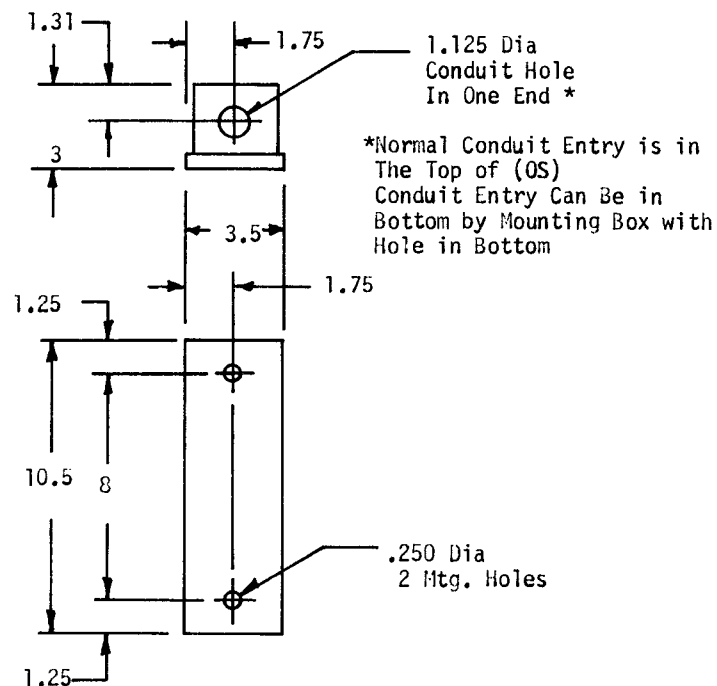 1.31
1.75
1.125 Dia
Conduit Hole
In One End *
3
*Normal Conduit Entry is in
The Top of (OS)
Conduit Entry Can Be in
Bottom by Mounting Box with
Hole in Bottom
3.5
1.75
1.25
10.5
8
.250 Dia
2 Mtg. Holes
1.25